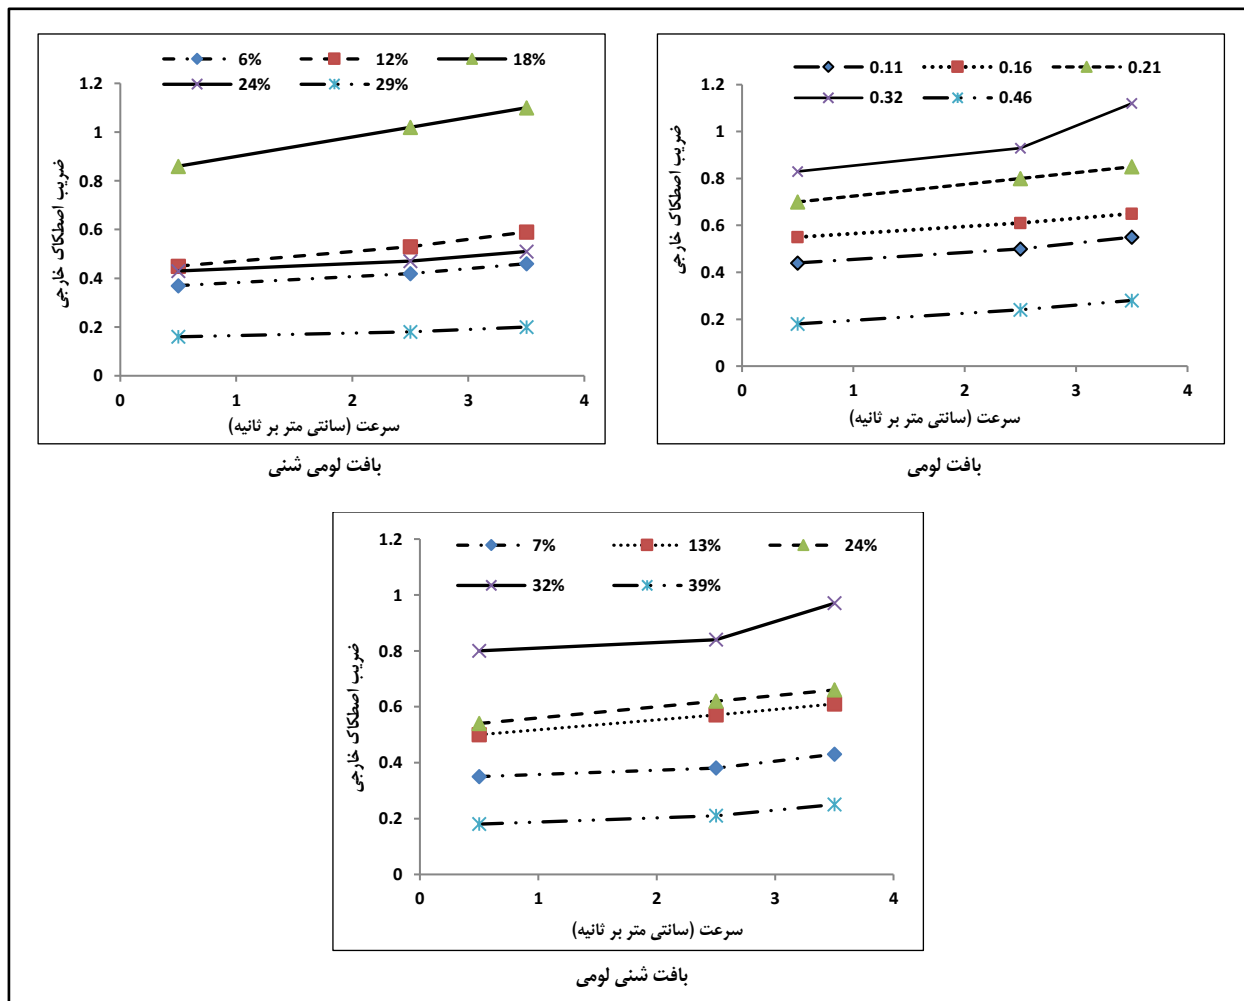 6% 12% 18%
24% 29%
1.2
1
0.8
0.6
0.4
0.2
0
0 1 2 3 4
ضریب اصطکاک خارجی
سرعت (سانتی متر بر ثانیه)
بافت لومی شنی
0.11 0.16 0.21
0.32 0.46
1.2
1
0.8
0.6
0.4
0.2
0
0 1 2 3 4
ضریب اصطکاک خارجی
سرعت (سانتی متر بر ثانیه)
بافت لومی
7% 13% 24%
32% 39%
1.2
1
0.8
0.6
0.4
0.2
0
0 1 2 3 4
ضریب اصطکاک خارجی
سرعت (سانتی متر بر ثانیه)
بافت شنی لومی